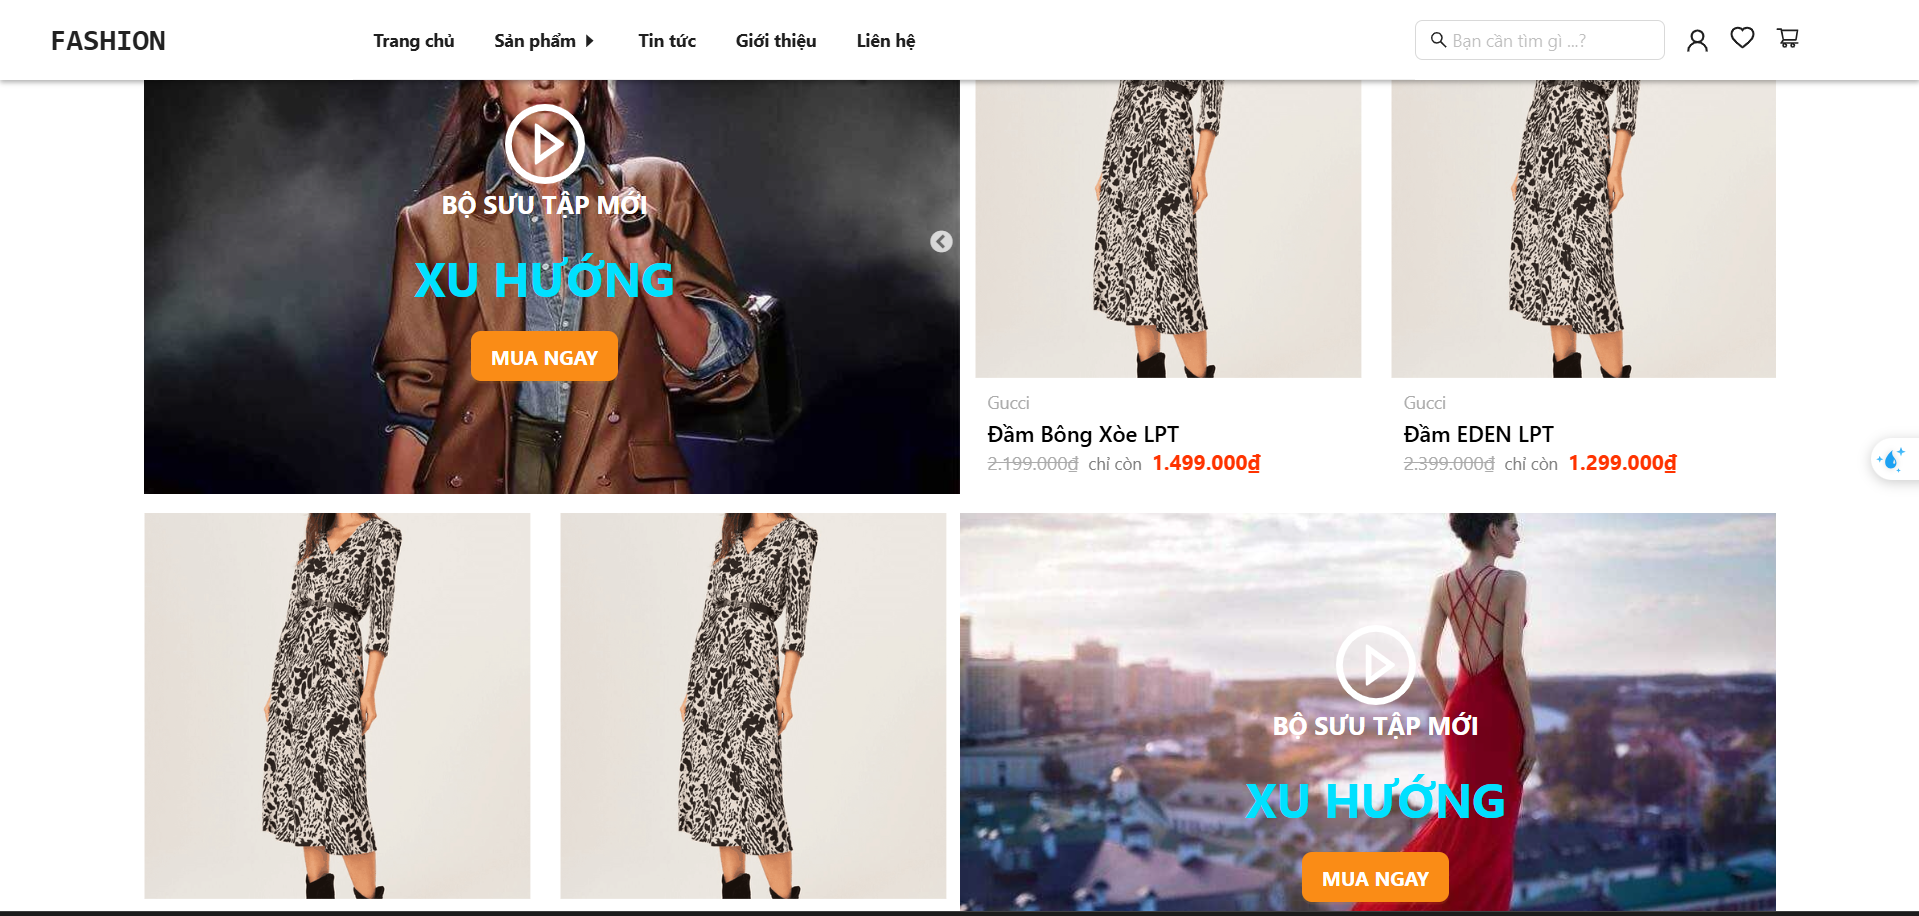 FASHION
Trang chủ
Sản phẩm
Tin tức
Giới thiệu
Liên hệ
Bạn cần tìm gì ...?
BỘ SƯU TẬP MỚI
XU HƯỚNG
MUA NGAY
Gucci
Đầm Bông Xòe LPT
2.199.000₫ chỉ còn 1.499.000₫
Gucci
Đầm EDEN LPT
2.399.000₫ chỉ còn 1.299.000₫
BỘ SƯU TẬP MỚI
XU HƯỚNG
MUA NGAY